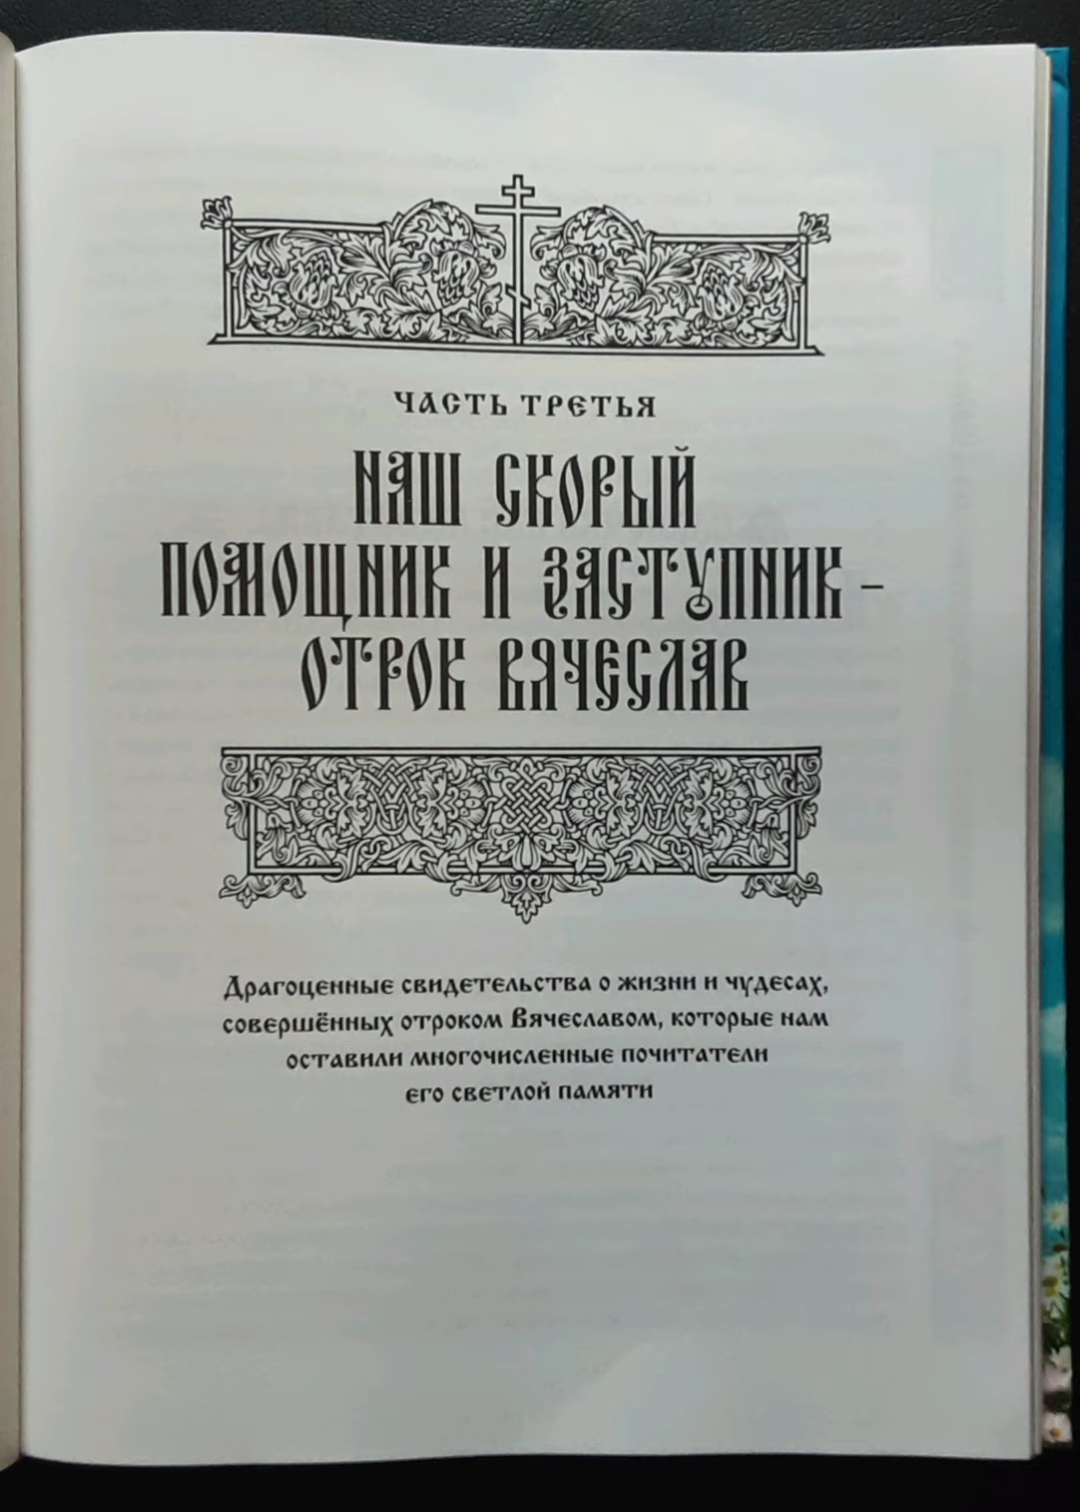 ЧАСТЬ ТРЕТЬЯ
НАШ СКОРЫЙ
ПОМОЩНИК И ЗАСТУПНИК –
ОТРОК ВЯЧЕСЛАВ
Драгоценные свидетельства о жизни и чудесах,
совершённых отроком Вячеславом, которые нам
оставили многочисленные почитатели
его светлой памяти